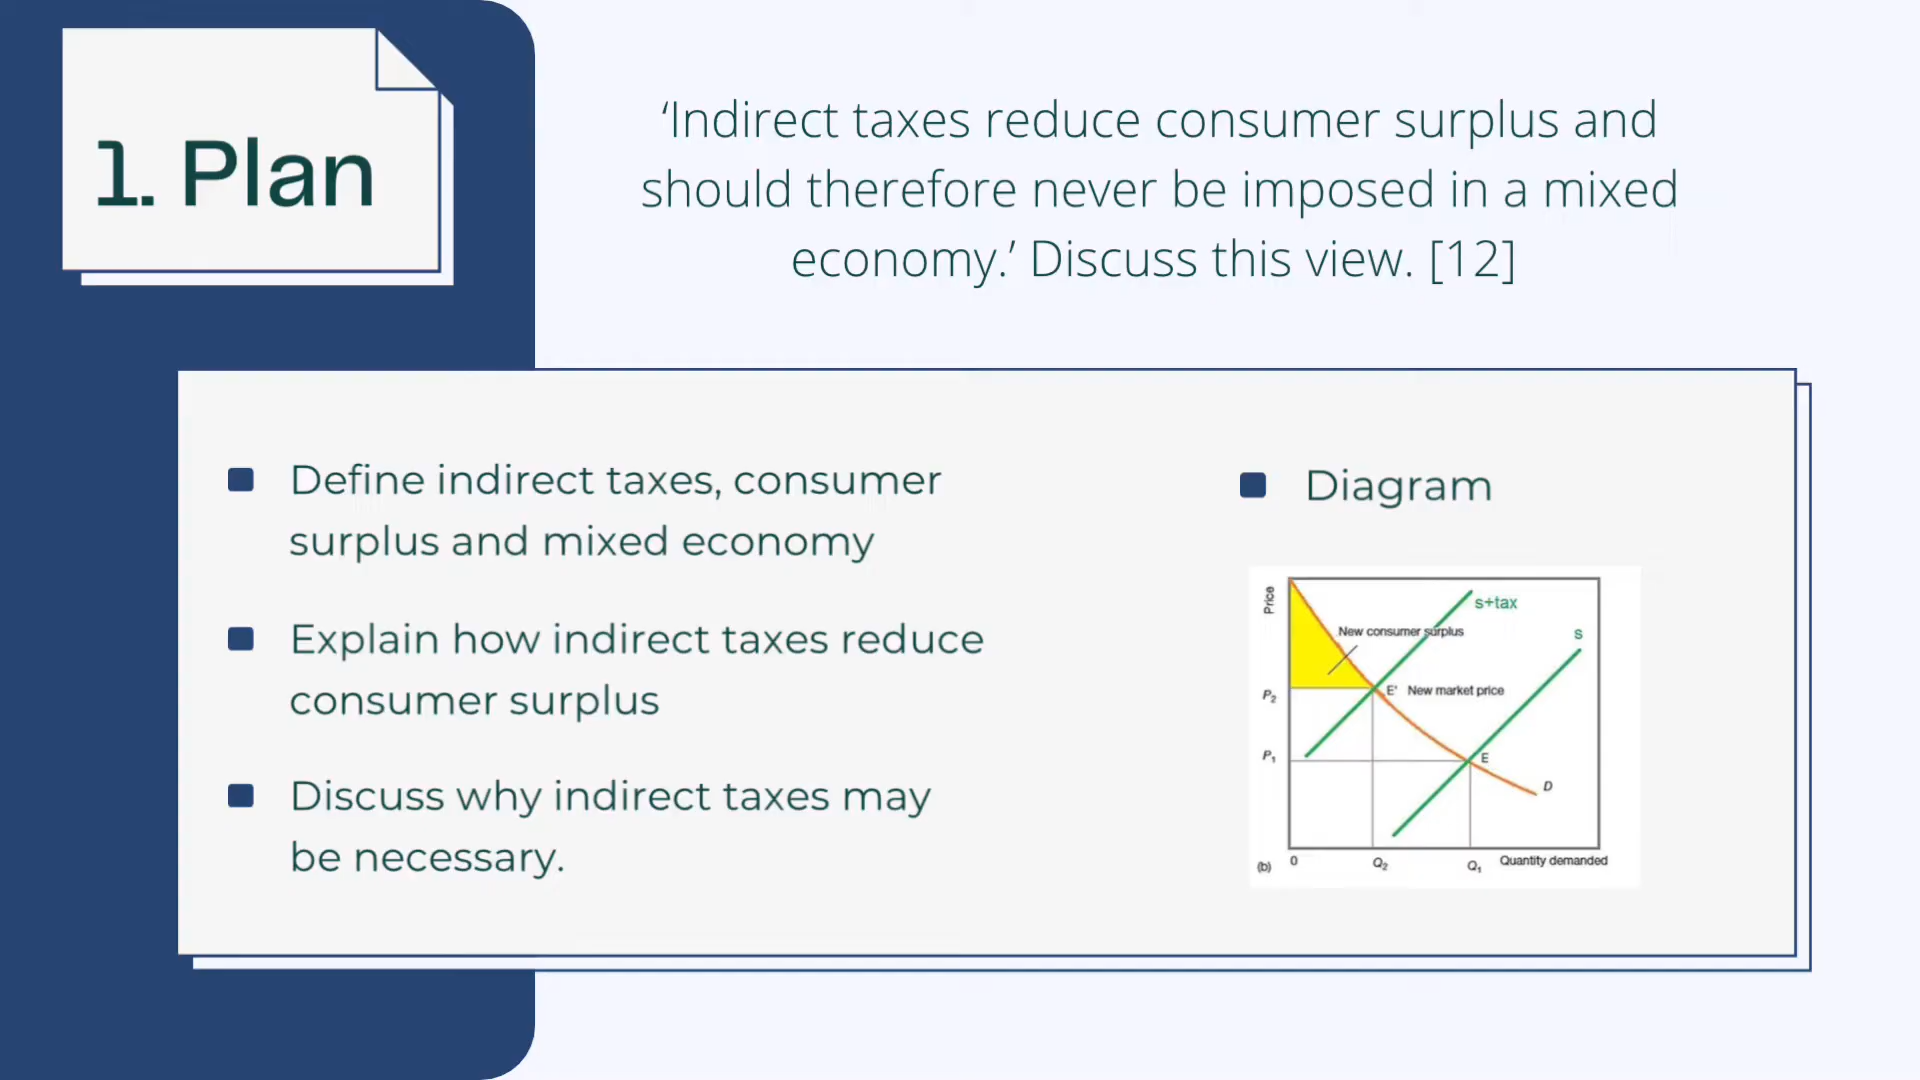 1. Plan
‘Indirect taxes reduce consumer surplus and
should therefore never be imposed in a mixed
economy.’ Discuss this view. [12]
Define indirect taxes, consumer
surplus and mixed economy
Explain how indirect taxes reduce
consumer surplus
Discuss why indirect taxes may
be necessary.
Diagram
Price
s+tax
New consumer surplus
s
P2
E' New market price
P1
E
D
(b)
0
Q2
Q1
Quantity demanded